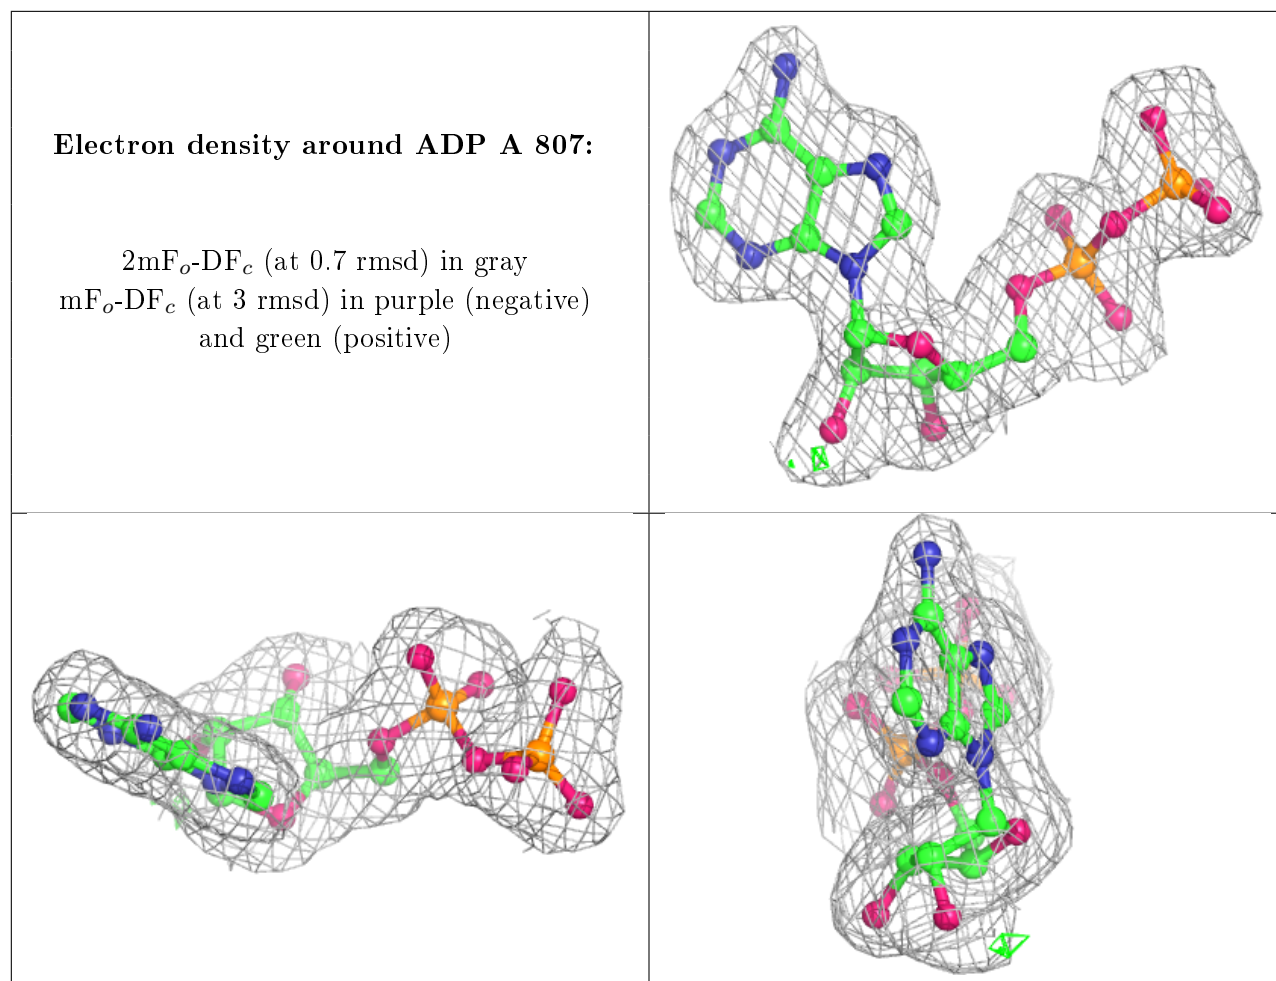 Electron density around ADP A 807:
2mFₒ-DF𝒸 (at 0.7 rmsd) in gray
mFₒ-DF𝒸 (at 3 rmsd) in purple (negative)
and green (positive)